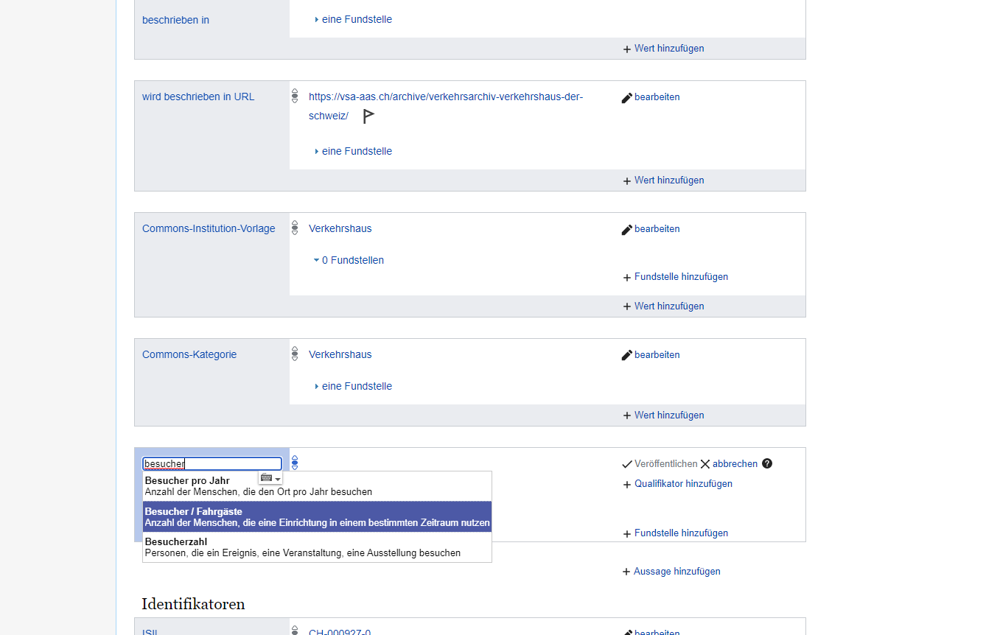 beschrieben in
eine Fundstelle
Wert hinzufügen
wird beschrieben in URL
https://vsa-aas.ch/archive/verkehrsarchiv-verkehrshaus-der-
schweiz/
bearbeiten
eine Fundstelle
Wert hinzufügen
Commons-Institution-Vorlage
Verkehrshaus
bearbeiten
0 Fundstellen
Fundstelle hinzufügen
Wert hinzufügen
Commons-Kategorie
Verkehrshaus
bearbeiten
eine Fundstelle
Wert hinzufügen
besucher
Veröffentlichen abbrechen ?
Besucher pro Jahr
Anzahl der Menschen, die den Ort pro Jahr besuchen
Qualifikator hinzufügen
Besucher / Fahrgäste
Anzahl der Menschen, die eine Einrichtung in einem bestimmten Zeitraum nutzen
Fundstelle hinzufügen
Besucherzahl
Personen, die ein Ereignis, eine Veranstaltung, eine Ausstellung besuchen
Aussage hinzufügen
Identifikatoren
ISIL
CH-000927-0
bearbeiten